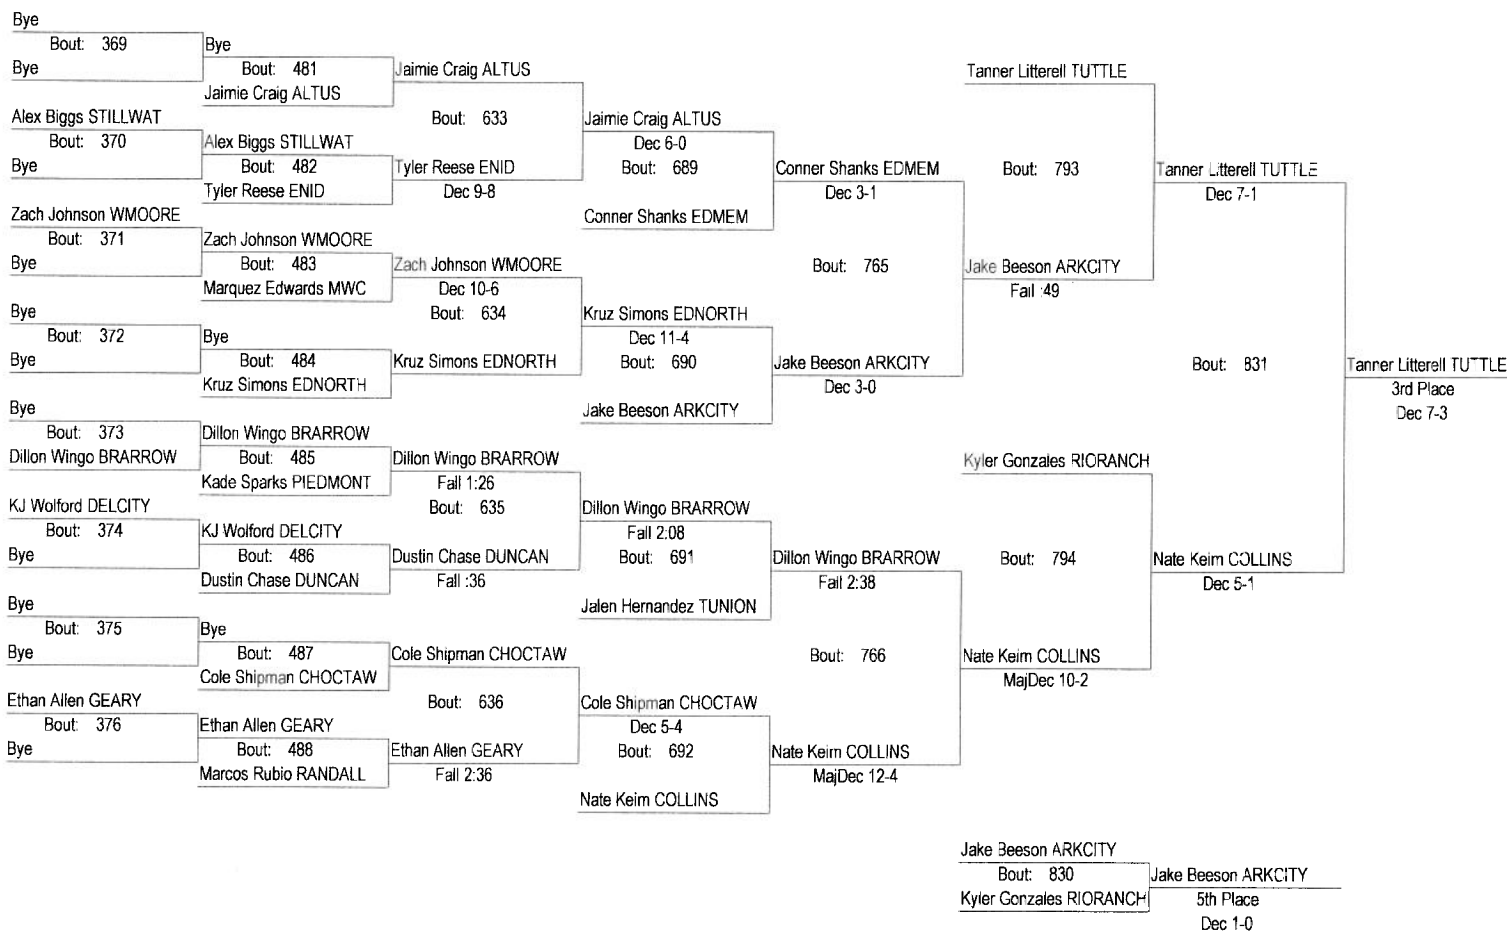 Bye
Bout: 369
Bye
Bye
Bout: 481
Jaimie Craig ALTUS
Jaimie Craig ALTUS
Bout: 633
Alex Biggs STILLWAT
Bout: 370
Bye
Alex Biggs STILLWAT
Bout: 482
Tyler Reese ENID
Tyler Reese ENID
Dec 9-8
Jaimie Craig ALTUS
Dec 6-0
Bout: 689
Conner Shanks EDMEM
Conner Shanks EDMEM
Dec 3-1
Zach Johnson WMOORE
Bout: 371
Bye
Zach Johnson WMOORE
Bout: 483
Marquez Edwards MWC
Zach Johnson WMOORE
Dec 10-6
Bout: 634
Bye
Bout: 372
Bye
Bye
Bout: 484
Kruz Simons EDNORTH
Kruz Simons EDNORTH
Kruz Simons EDNORTH
Dec 11-4
Bout: 690
Jake Beeson ARKCITY
Jake Beeson ARKCITY
Dec 3-0
Bout: 765
Tanner Litterell TUTTLE
Bout: 793
Jake Beeson ARKCITY
Fall :49
Tanner Litterell TUTTLE
Dec 7-1
Bye
Bout: 373
Dillon Wingo BRARROW
Dillon Wingo BRARROW
Bout: 485
Kade Sparks PIEDMONT
Dillon Wingo BRARROW
Fall 1:26
Bout: 635
KJ Wolford DELCITY
Bout: 374
Bye
KJ Wolford DELCITY
Bout: 486
Dustin Chase DUNCAN
Dustin Chase DUNCAN
Fall :36
Dillon Wingo BRARROW
Fall 2:08
Bout: 691
Jalen Hernandez TUNION
Dillon Wingo BRARROW
Fall 2:38
Bye
Bout: 375
Bye
Bye
Bout: 487
Cole Shipman CHOCTAW
Cole Shipman CHOCTAW
Bout: 636
Ethan Allen GEARY
Bout: 376
Bye
Ethan Allen GEARY
Bout: 488
Marcos Rubio RANDALL
Ethan Allen GEARY
Fall 2:36
Cole Shipman CHOCTAW
Dec 5-4
Bout: 692
Nate Keim COLLINS
Nate Keim COLLINS
MajDec 12-4
Bout: 766
Kyler Gonzales RIORANCH
Bout: 794
Nate Keim COLLINS
MajDec 10-2
Nate Keim COLLINS
Dec 5-1
Bout: 831
Tanner Litterell TUTTLE
3rd Place
Dec 7-3
Jake Beeson ARKCITY
Bout: 830
Kyler Gonzales RIORANCH
Jake Beeson ARKCITY
5th Place
Dec 1-0